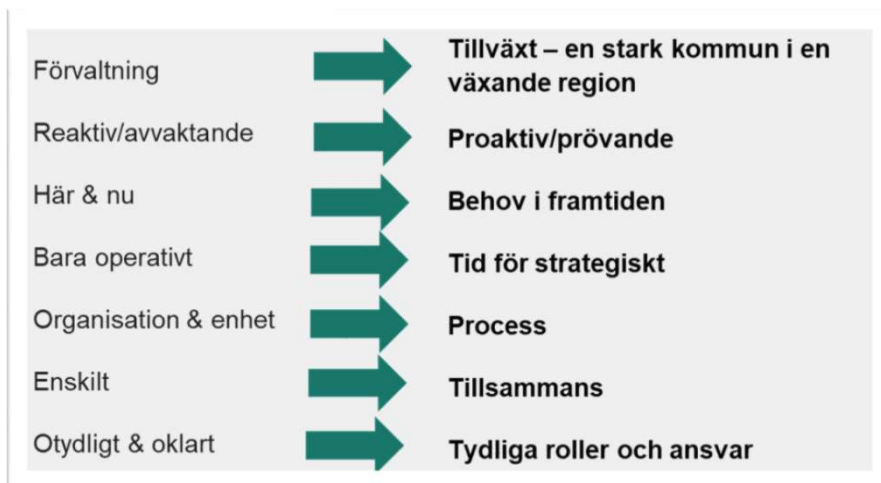 Förvaltning
Tillväxt – en stark kommun i en
växande region
Reaktiv/avvaktande
Proaktiv/prövande
Här & nu
Behov i framtiden
Bara operativt
Tid för strategiskt
Organisation & enhet
Process
Enskilt
Tillsammans
Otydligt & oklart
Tydliga roller och ansvar